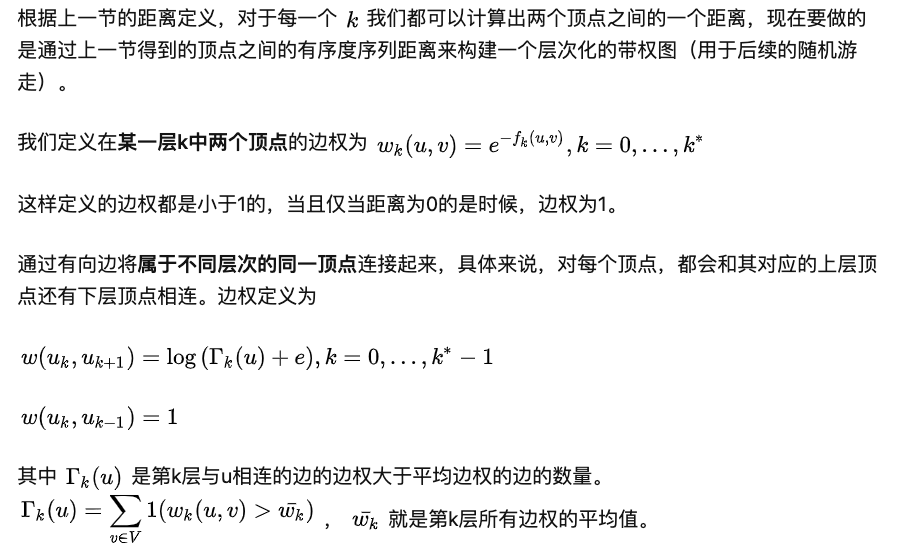 根据上一节的距离定义，对于每一个 k 我们都可以计算出两个顶点之间的一个距离，现在要做的
是通过上一节得到的顶点之间的有序度序列距离来构建一个层次化的带权图（用于后续的随机游
走）。
我们定义在某一层k中两个顶点的边权为 w_k(u,v) = e^{-f_k(u,v)}, k = 0,...,k*
这样定义的边权都是小于1的，当且仅当距离为0的是时候，边权为1。
通过有向边将属于不同层次的同一顶点连接起来，具体来说，对每个顶点，都会和其对应的上层顶
点还有下层顶点相连。边权定义为
w(u_k, u_{k+1}) = log(Γ_k(u) + e), k = 0,...,k* − 1
w(u_k, u_{k-1}) = 1
其中 Γ_k(u) 是第k层与u相连的边的边权大于平均边权的边的数量。
Γ_k(u) = ∑_{v∈V} 1(w_k(u,v) > w̄_k) ， w̄_k 就是第k层所有边权的平均值。